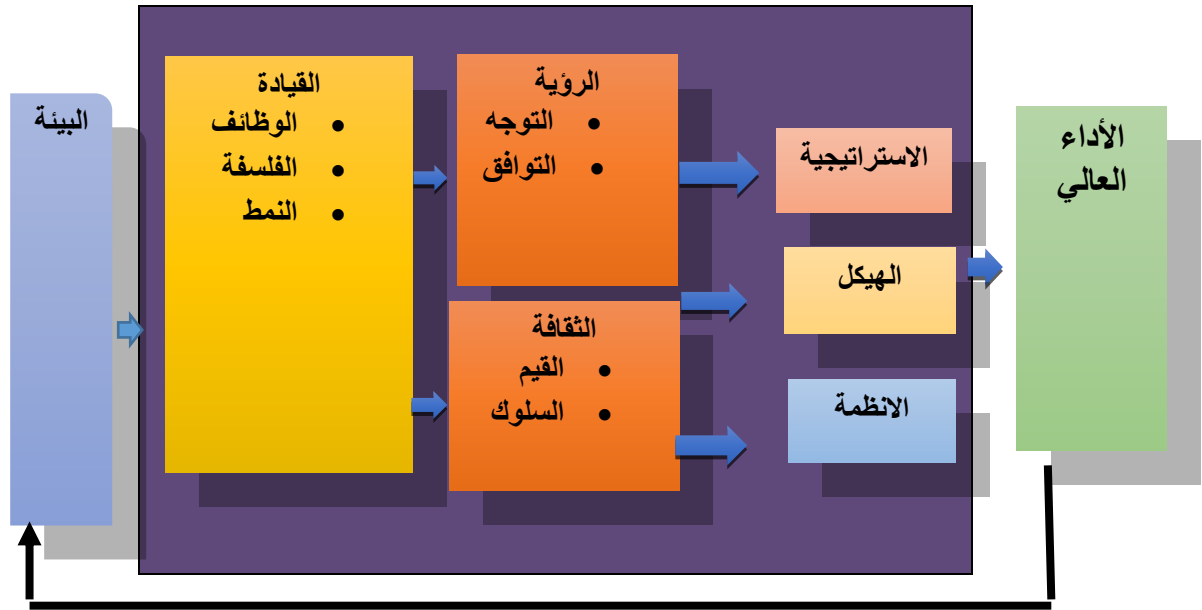 البيئة
القيادة
• الوظائف
• الفلسفة
• النمط
الرؤية
• التوجه
• التوافق
الثقافة
• القيم
• السلوك
الاستراتيجية
الهيكل
الانظمة
الأداء
العالي